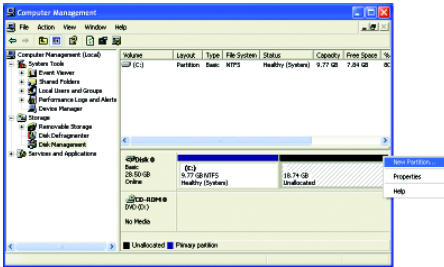 Computer Management
File Action View Window Help
Computer Management (Local)
System Tools
Event Viewer
Shared Folders
Local Users and Groups
Performance Logs and Alerts
Device Manager
Storage
Removable Storage
Disk Defragmenter
Disk Management
Services and Applications
Volume Layout Type File System Status Capacity Free Space %
(C:) Partition Basic NTFS Healthy (System) 9.77 GB 7.84 GB 80
Disk 0
Basic
28.50 GB
Online
(C:)
9.77 GB NTFS
Healthy (System)
18.74 GB
Unallocated
CD-ROM 0
DVD (D:)
No Media
Unallocated Primary partition
New Partition...
Properties
Help